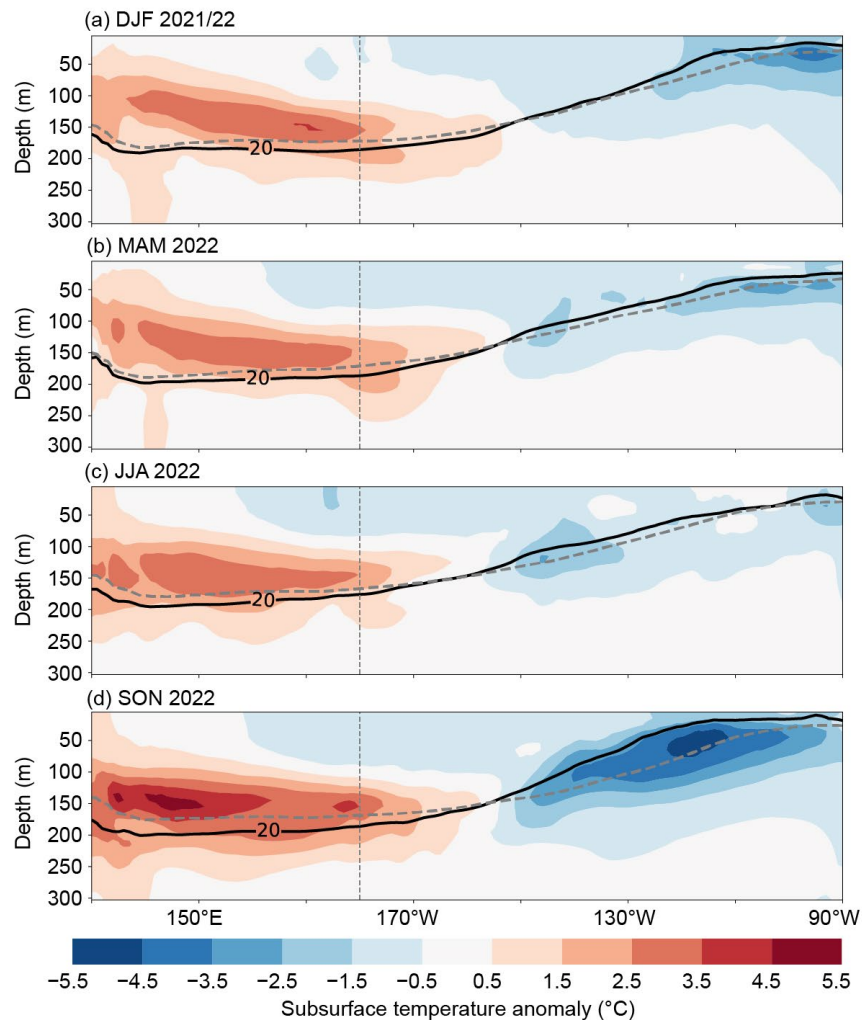 (a) DJF 2021/22
50
100
150
200
250
300
Depth (m)
20
(b) MAM 2022
50
100
150
200
250
300
Depth (m)
20
(c) JJA 2022
50
100
150
200
250
300
Depth (m)
20
(d) SON 2022
50
100
150
200
250
300
Depth (m)
20
150°E 170°W 130°W 90°W
−5.5 −4.5 −3.5 −2.5 −1.5 −0.5 0.5 1.5 2.5 3.5 4.5 5.5
Subsurface temperature anomaly (°C)